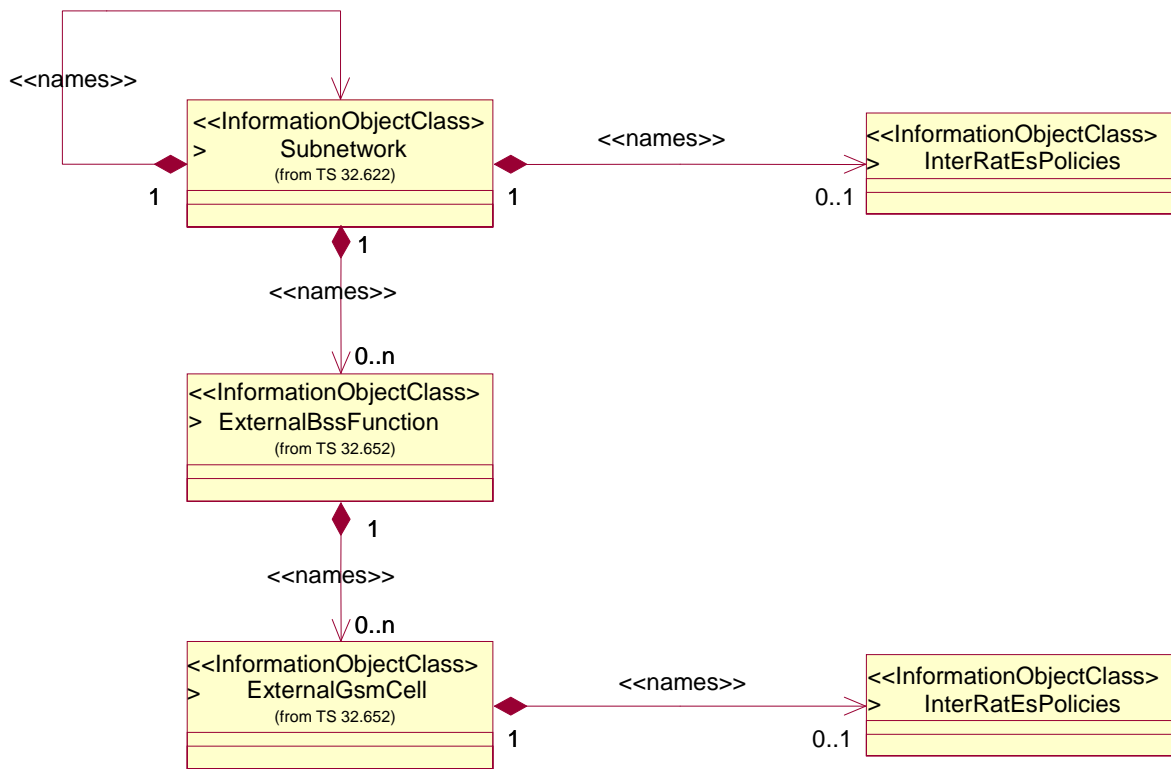 <<names>>
<<InformationObjectClass>
> Subnetwork
(from TS 32.622)
1
1
<<names>>
0..1
<<InformationObjectClass>
> InterRatEsPolicies
1
<<names>>
0..n
<<InformationObjectClass>
> ExternalBssFunction
(from TS 32.652)
1
<<names>>
0..n
<<InformationObjectClass>
> ExternalGsmCell
(from TS 32.652)
1
<<names>>
0..1
<<InformationObjectClass>
> InterRatEsPolicies